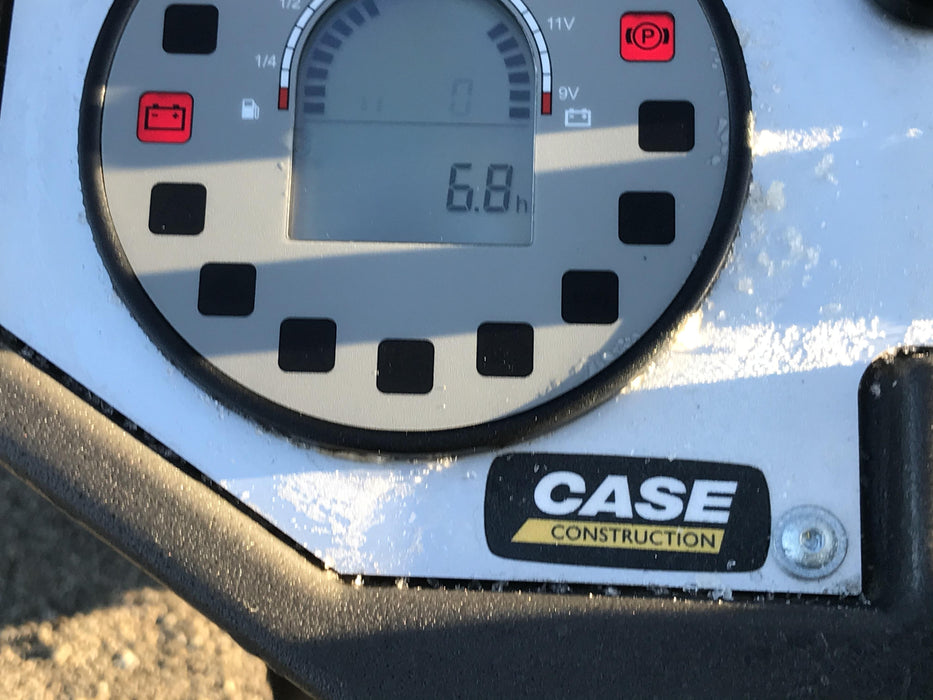 1/2
11V
P
1/4
9V
0
6.8h
CASE
CONSTRUCTION